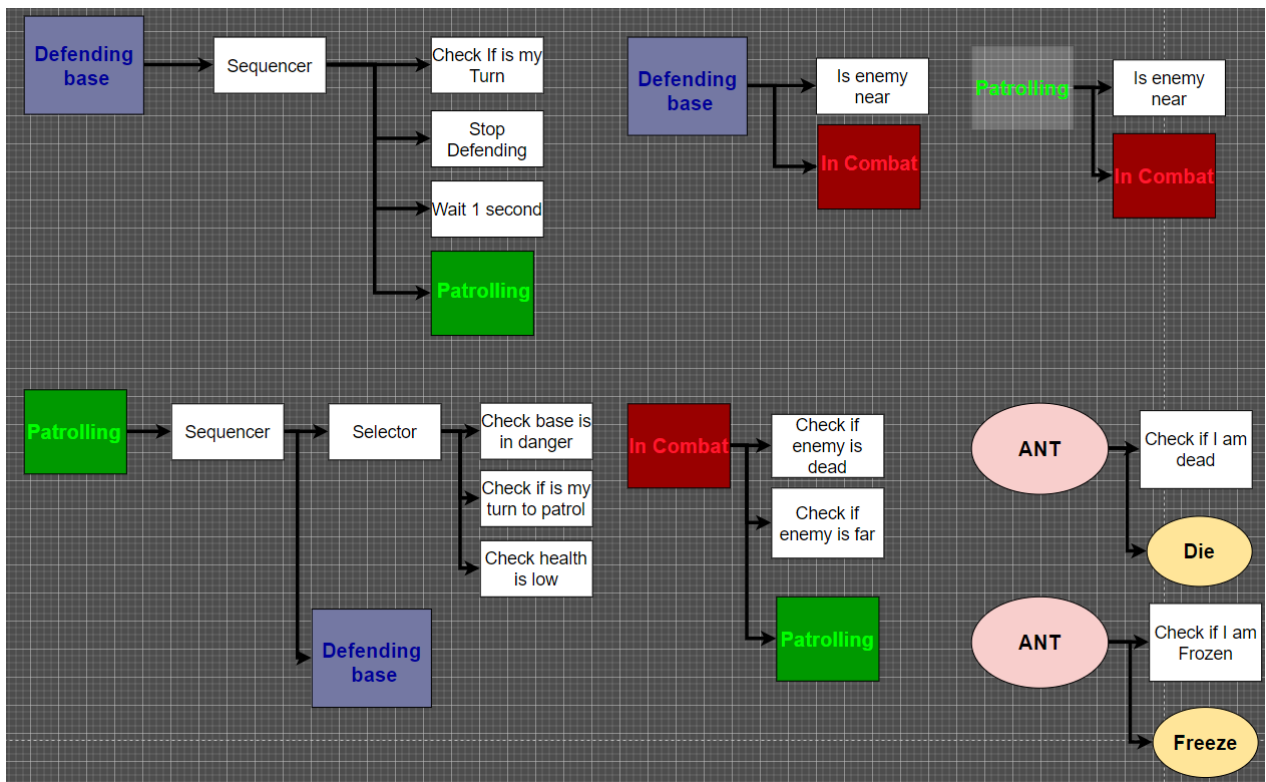 Defending
base
Sequencer
Check If is my
Turn
Stop
Defending
Wait 1 second
Patrolling
Defending
base
Is enemy
near
In Combat
Patrolling
Is enemy
near
In Combat
Patrolling
Sequencer
Selector
Check base is
in danger
Check if is my
turn to patrol
Check health
is low
Defending
base
In Combat
Check if
enemy is
dead
Check if
enemy is far
Patrolling
ANT
Check if I am
dead
Die
ANT
Check if I am
Frozen
Freeze